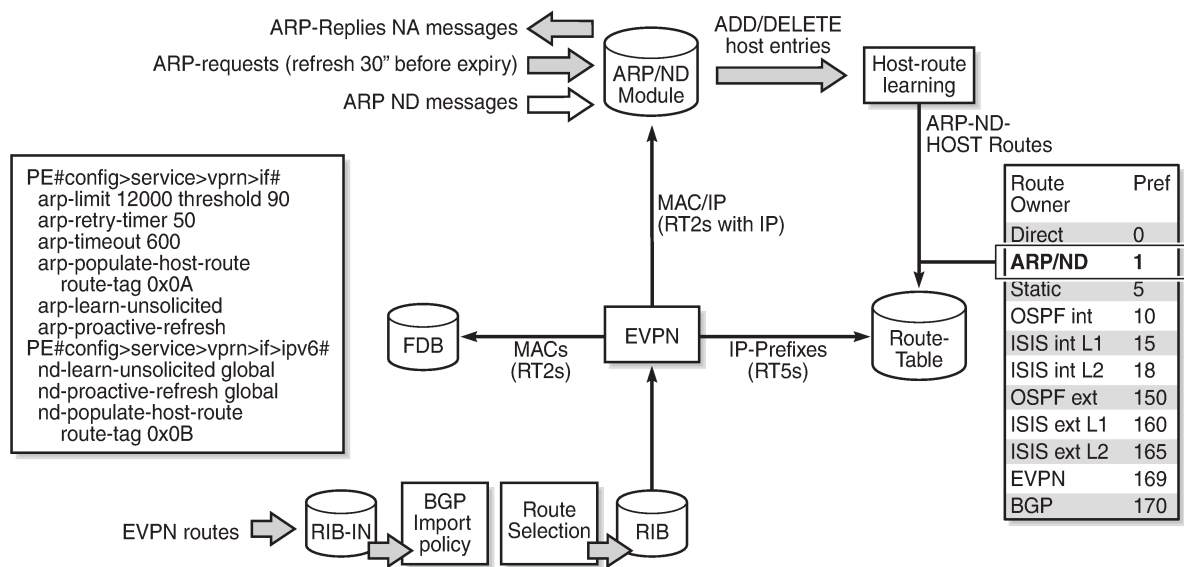 ARP-Replies NA messages
ARP-requests (refresh 30” before expiry)
ARP ND messages
ARP/ND
Module
ADD/DELETE
host entries
Host-route
learning
ARP-ND-
HOST Routes
PE#config>service>vprn>if#
arp-limit 12000 threshold 90
arp-retry-timer 50
arp-timeout 600
arp-populate-host-route
route-tag 0x0A
arp-learn-unsolicited
arp-proactive-refresh
PE#config>service>vprn>if>ipv6#
nd-learn-unsolicited global
nd-proactive-refresh global
nd-populate-host-route
route-tag 0x0B
MAC/IP
(RT2s with IP)
FDB
MACs
(RT2s)
EVPN
IP-Prefixes
(RT5s)
Route-
Table
Route Pref
Owner
Direct 0
ARP/ND 1
Static 5
OSPF int 10
ISIS int L1 15
ISIS int L2 18
OSPF ext 150
ISIS ext L1 160
ISIS ext L2 165
EVPN 169
BGP 170
EVPN routes
RIB-IN
BGP
Import
policy
Route
Selection
RIB